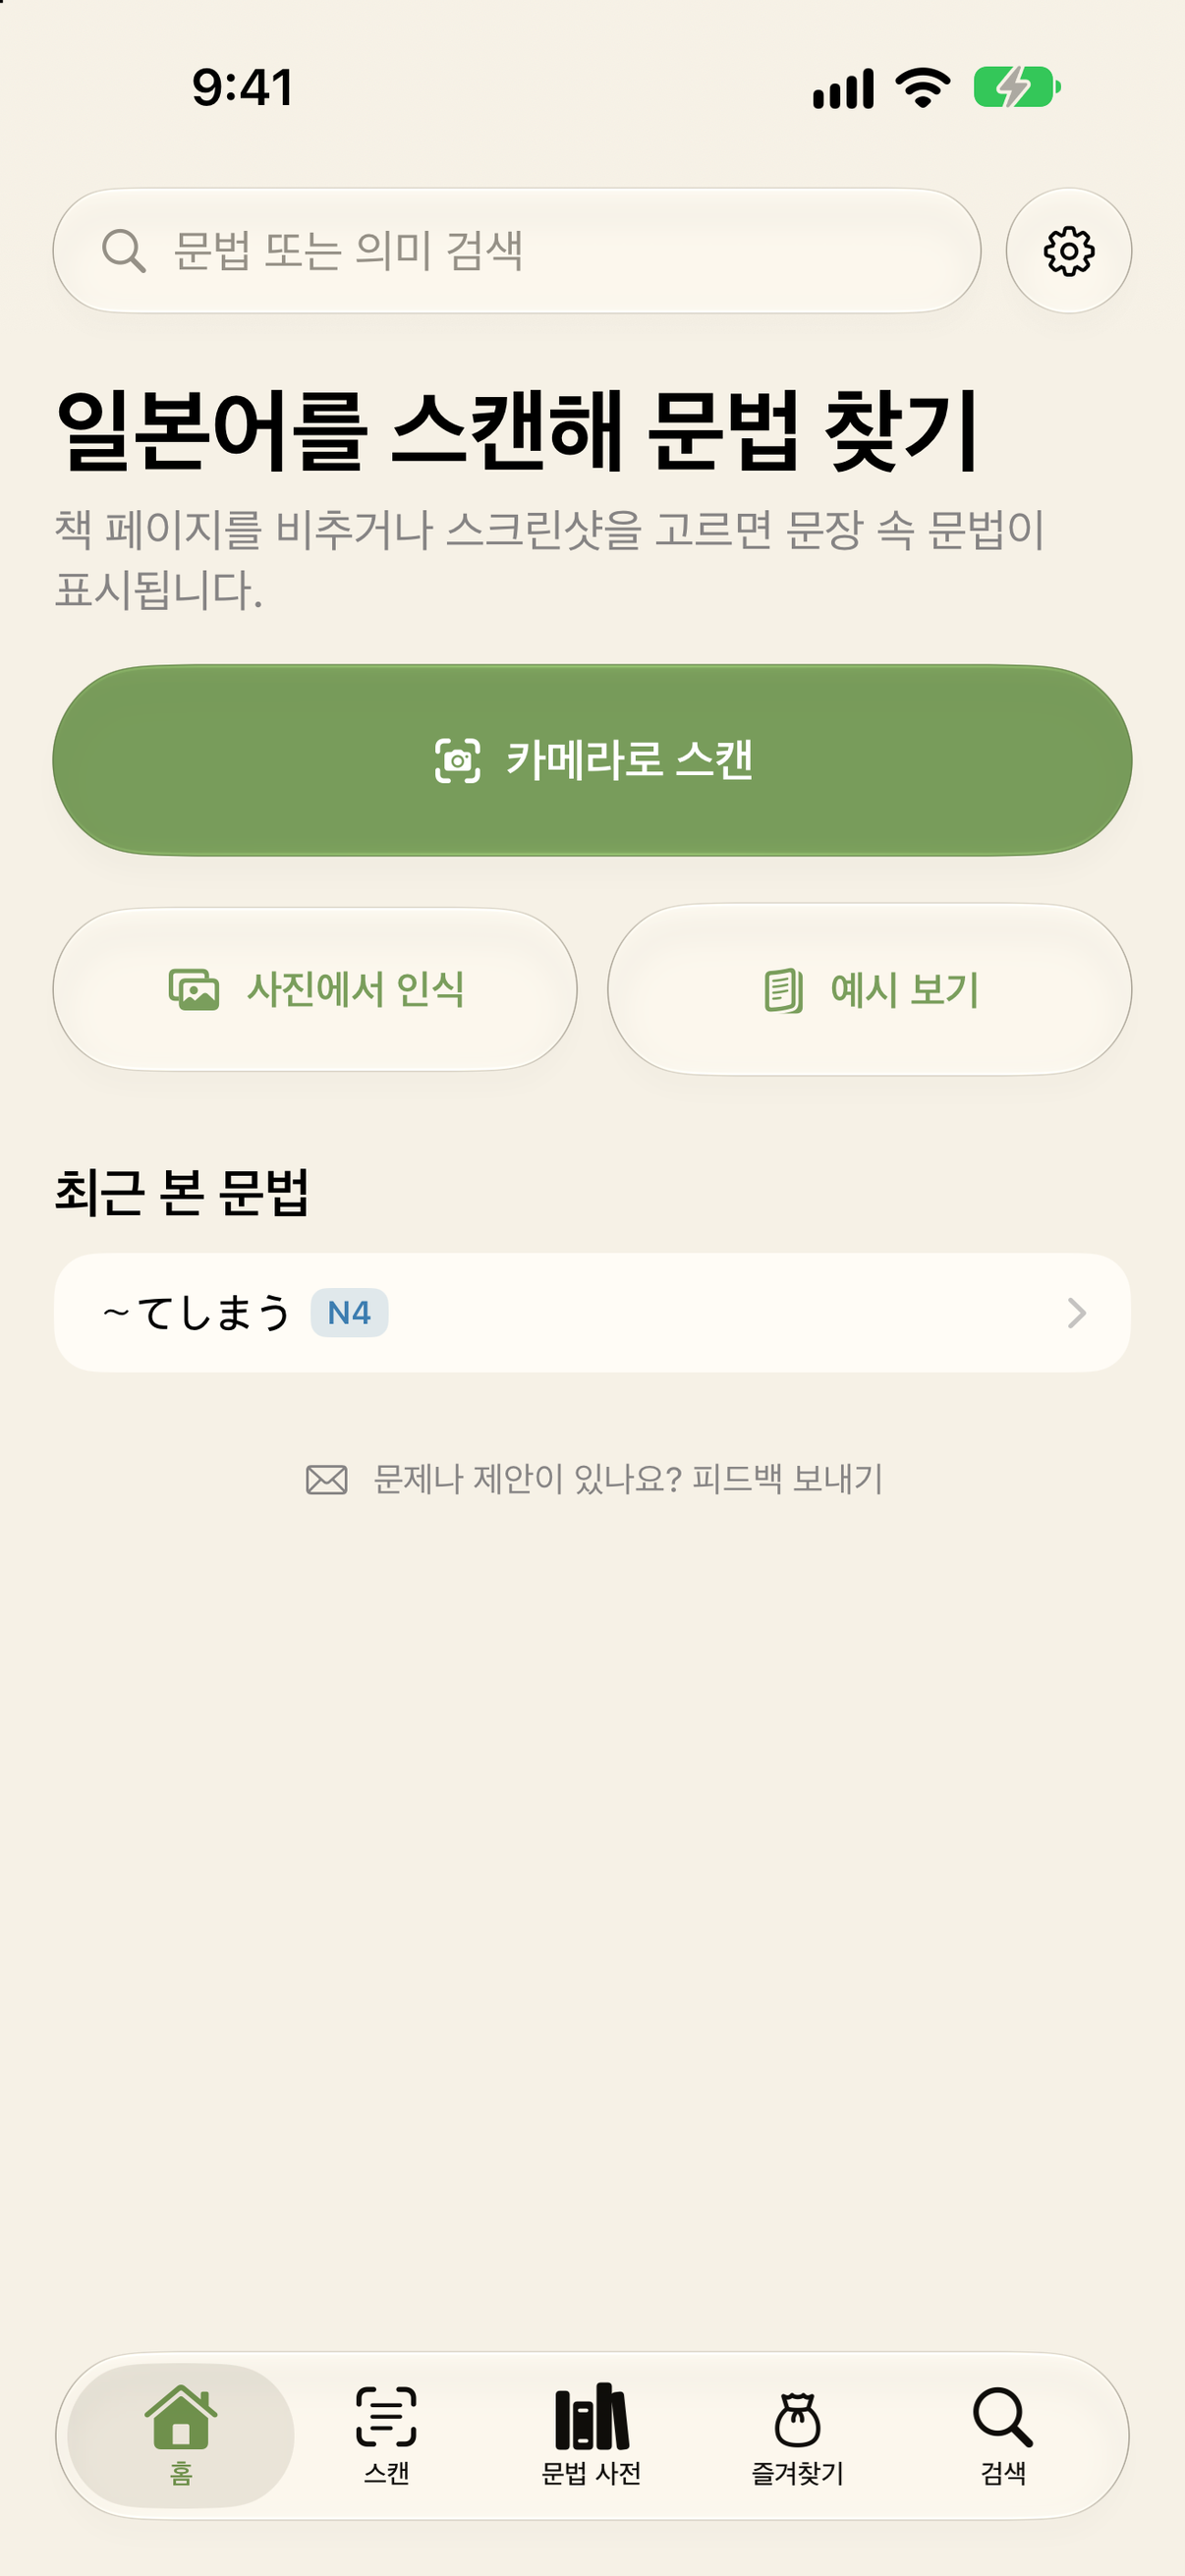 9:41
문법 또는 의미 검색
일본어를 스캔해 문법 찾기
책 페이지를 비추거나 스크린샷을 고르면 문장 속 문법이
표시됩니다.
카메라로 스캔
사진에서 인식
예시 보기
최근 본 문법
～てしまう N4
문제나 제안이 있나요? 피드백 보내기
홈
스캔
문법 사전
즐겨찾기
검색